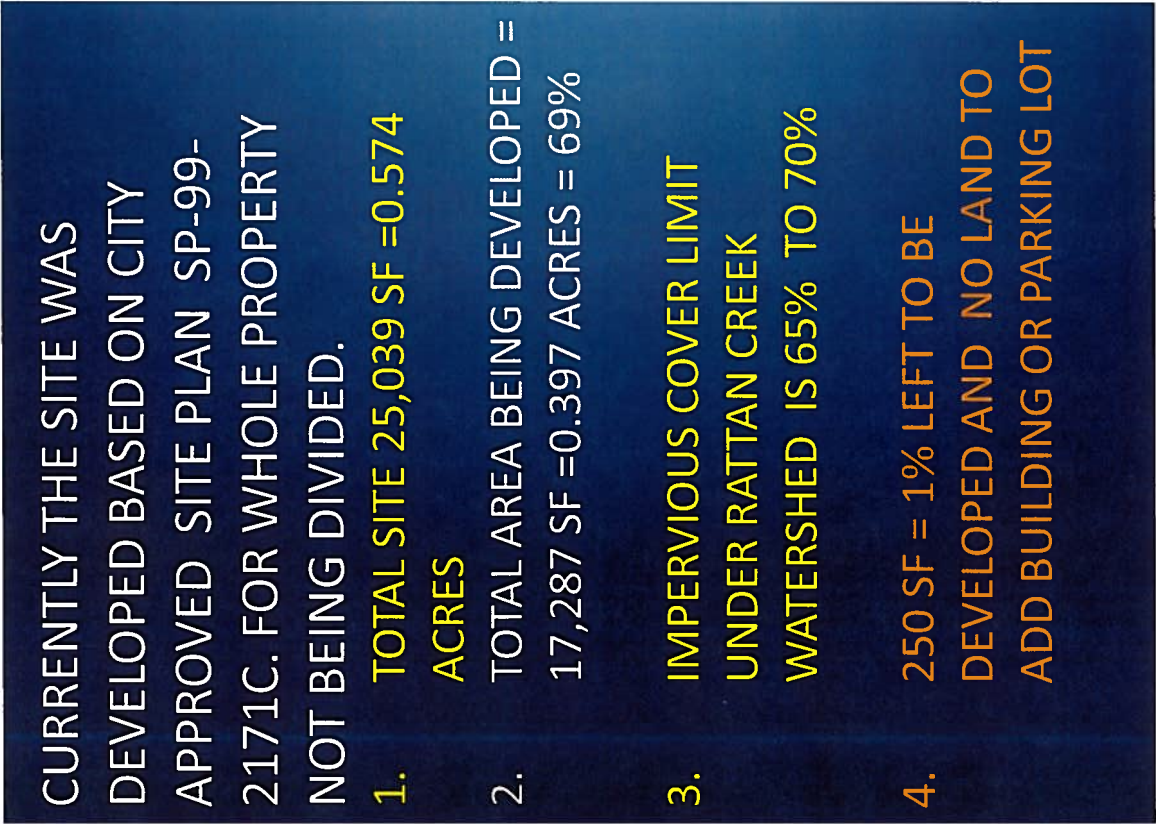 CURRENTLY THE SITE WAS
DEVELOPED BASED ON CITY
APPROVED SITE PLAN SP-99-
2171C. FOR WHOLE PROPERTY
NOT BEING DIVIDED.
1. TOTAL SITE 25,039 SF =0.574
ACRES
2. TOTAL AREA BEING DEVELOPED =
17,287 SF =0.397 ACRES = 69%
3. IMPERVIOUS COVER LIMIT
UNDER RATTAN CREEK
WATERSHED IS 65% TO 70%
4. 250 SF = 1% LEFT TO BE
DEVELOPED AND NO LAND TO
ADD BUILDING OR PARKING LOT